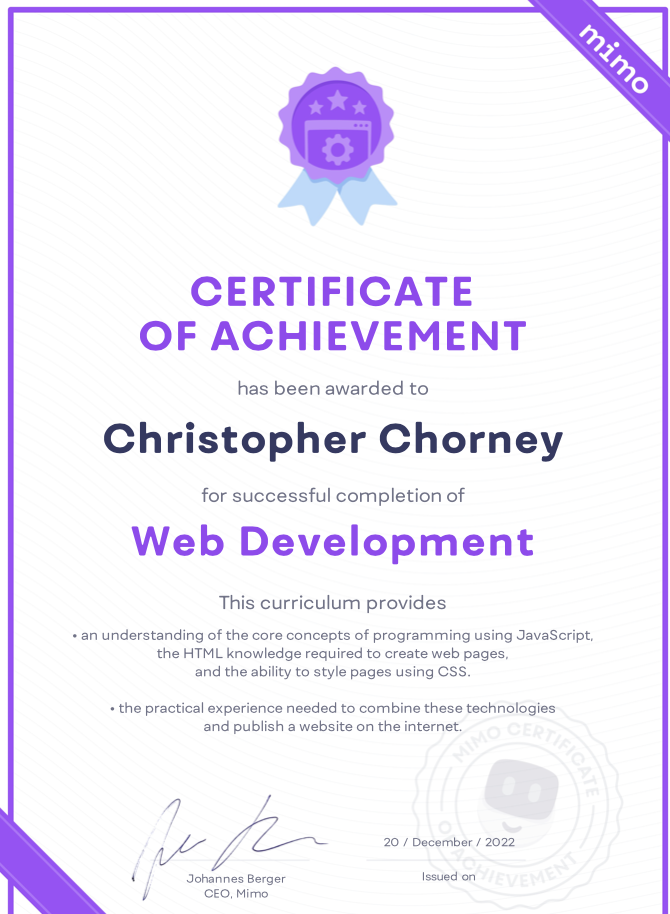 mimo
CERTIFICATE
OF ACHIEVEMENT
has been awarded to
Christopher Chorney
for successful completion of
Web Development
This curriculum provides
• an understanding of the core concepts of programming using JavaScript,
the HTML knowledge required to create web pages,
and the ability to style pages using CSS.
• the practical experience needed to combine these technologies
and publish a website on the internet.
MIMO CERTIFICATE
OF ACHIEVEMENT
20 / December / 2022
Johannes Berger
CEO, Mimo
Issued on